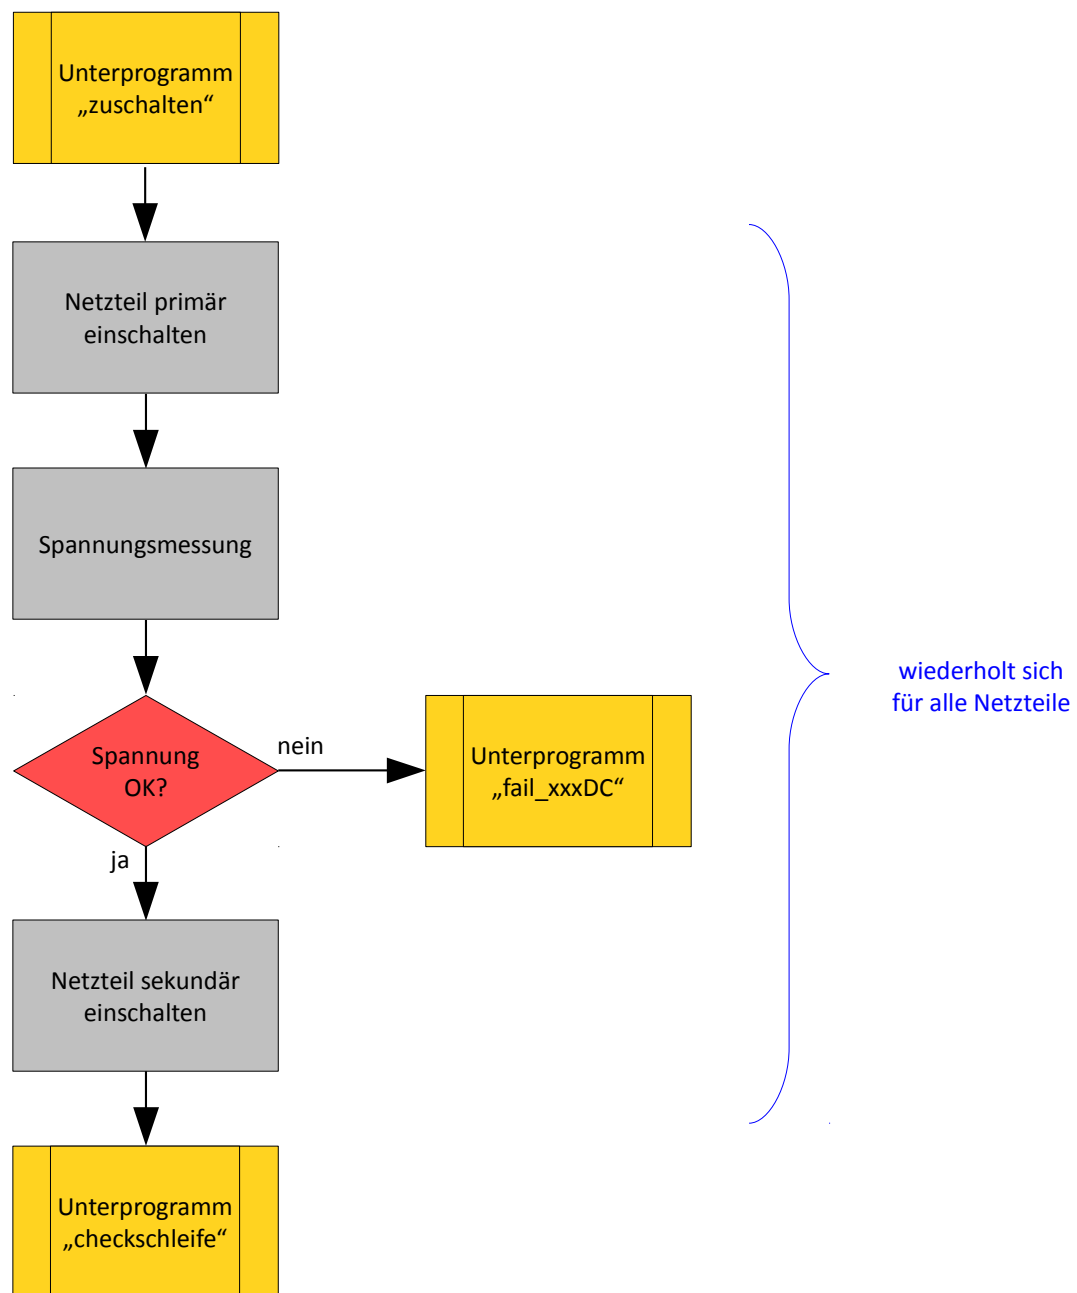 Unterprogramm
„zuschalten“
Netzteil primär
einschalten
Spannungsmessung
wiederholt sich
für alle Netzteile
Spannung
OK?
nein
Unterprogramm
„fail_xxxDC“
ja
Netzteil sekundär
einschalten
Unterprogramm
„checkschleife“